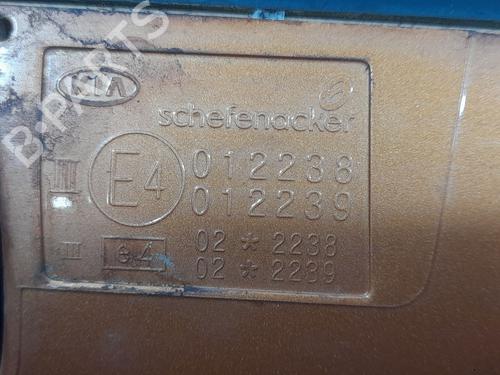 KIA
schefenacker
III E4 012238
012239
III e4 02 * 2238
02 * 2239
B-PARTS